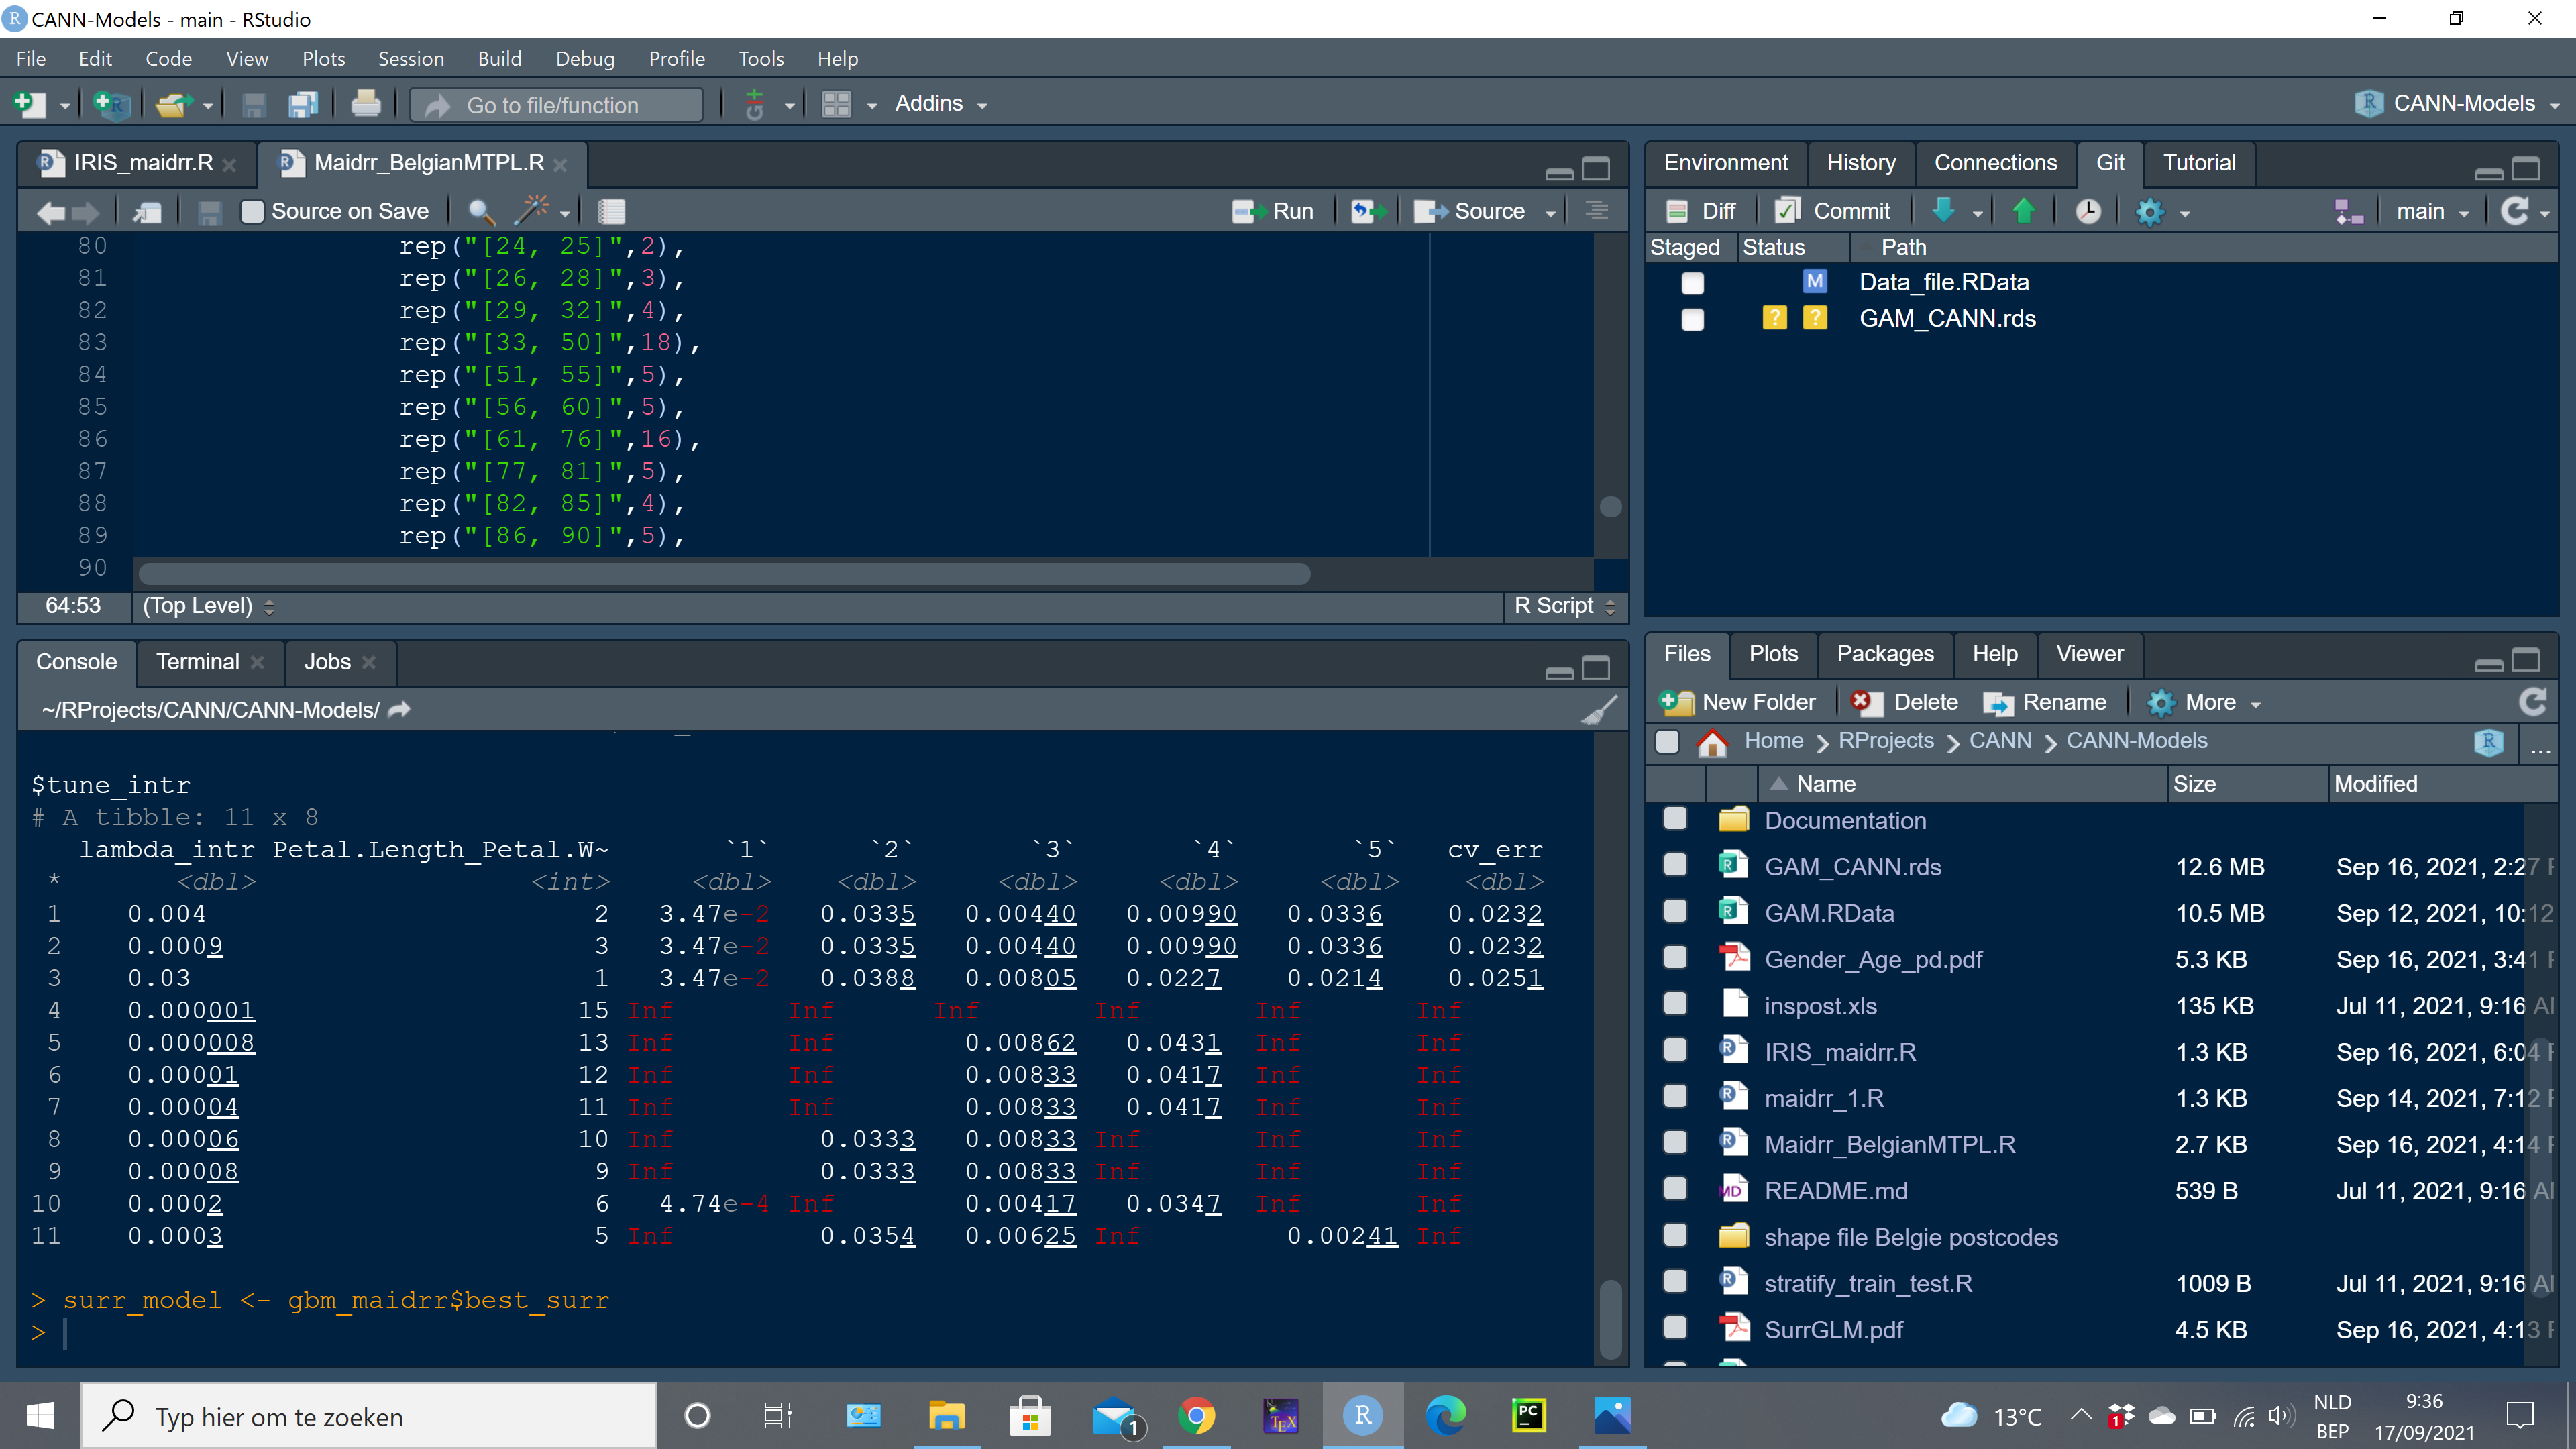 CANN-Models - main - RStudio
File Edit Code View Plots Session Build Debug Profile Tools Help
Go to file/function Addins CANN-Models
IRIS_maidrr.R Maidrr_BelgianMTPL.R
Source on Save Run Source
80 rep("[24, 25]",2),
81 rep("[26, 28]",3),
82 rep("[29, 32]",4),
83 rep("[33, 50]",18),
84 rep("[51, 55]",5),
85 rep("[56, 60]",5),
86 rep("[61, 76]",16),
87 rep("[77, 81]",5),
88 rep("[82, 85]",4),
89 rep("[86, 90]",5),
90
64:53 (Top Level) R Script
Console Terminal Jobs
~/RProjects/CANN/CANN-Models/
$tune_intr
# A tibble: 11 x 8
lambda_intr Petal.Length_Petal.W~ `1` `2` `3` `4` `5` cv_err
* <dbl> <int> <dbl> <dbl> <dbl> <dbl> <dbl> <dbl>
1 0.004 2 3.47e-2 0.0335 0.00440 0.00990 0.0336 0.0232
2 0.0009 3 3.47e-2 0.0335 0.00440 0.00990 0.0336 0.0232
3 0.03 1 3.47e-2 0.0388 0.00805 0.0227 0.0214 0.0251
4 0.000001 15 Inf Inf Inf Inf Inf Inf
5 0.000008 13 Inf Inf 0.00862 0.0431 Inf Inf
6 0.00001 12 Inf Inf 0.00833 0.0417 Inf Inf
7 0.00004 11 Inf Inf 0.00833 0.0417 Inf Inf
8 0.00006 10 Inf 0.0333 0.00833 Inf Inf Inf
9 0.00008 9 Inf 0.0333 0.00833 Inf Inf Inf
10 0.0002 6 4.74e-4 Inf 0.00417 0.0347 Inf Inf
11 0.0003 5 Inf 0.0354 0.00625 Inf 0.00241 Inf
> surr_model <- gbm_maidrr$best_surr
>
Environment History Connections Git Tutorial
Diff Commit main
Staged Status Path
M Data_file.RData
? ? GAM_CANN.rds
Files Plots Packages Help Viewer
New Folder Delete Rename More
Home RProjects CANN CANN-Models ...
Name Size Modified
Documentation
GAM_CANN.rds 12.6 MB Sep 16, 2021, 2:27
GAM.RData 10.5 MB Sep 12, 2021, 10:12
Gender_Age_pd.pdf 5.3 KB Sep 16, 2021, 3:41
inspost.xls 135 KB Jul 11, 2021, 9:16
IRIS_maidrr.R 1.3 KB Sep 16, 2021, 6:04
maidrr_1.R 1.3 KB Sep 14, 2021, 7:12
Maidrr_BelgianMTPL.R 2.7 KB Sep 16, 2021, 4:14
README.md 539 B Jul 11, 2021, 9:16
shape file Belgie postcodes
stratify_train_test.R 1009 B Jul 11, 2021, 9:16
SurrGLM.pdf 4.5 KB Sep 16, 2021, 4:13
Typ hier om te zoeken
13°C
NLD
BEP
9:36
17/09/2021